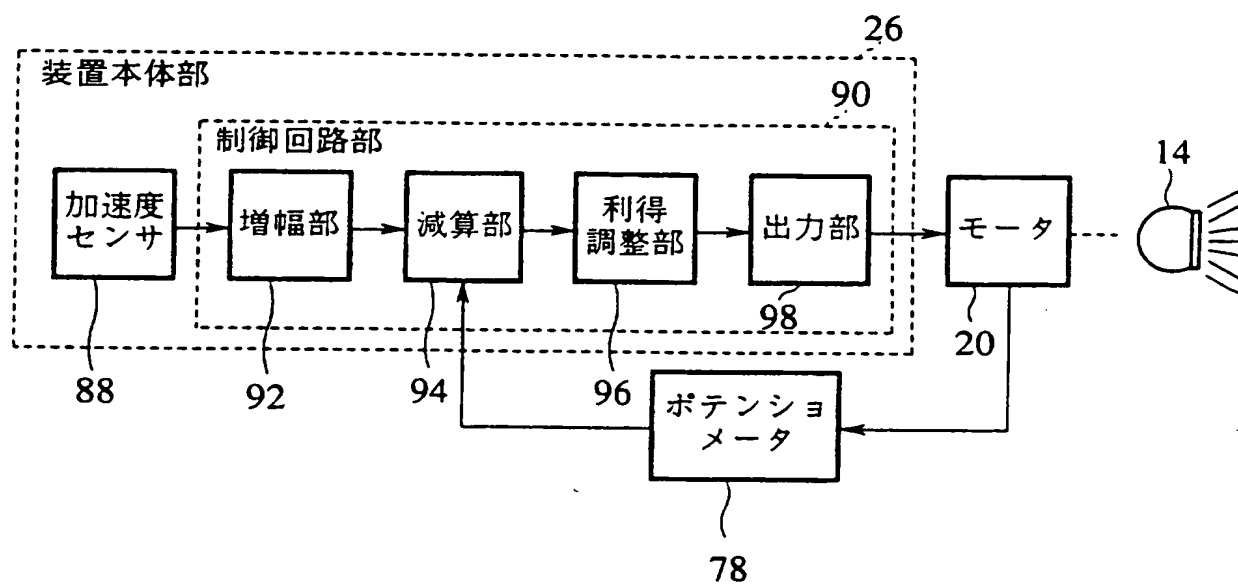 26
装置本体部
90
制御回路部
14
加速度
センサ
増幅部
減算部
利得
調整部
出力部
モータ
88
92
94
96
98
20
ポテンショ
メータ
78